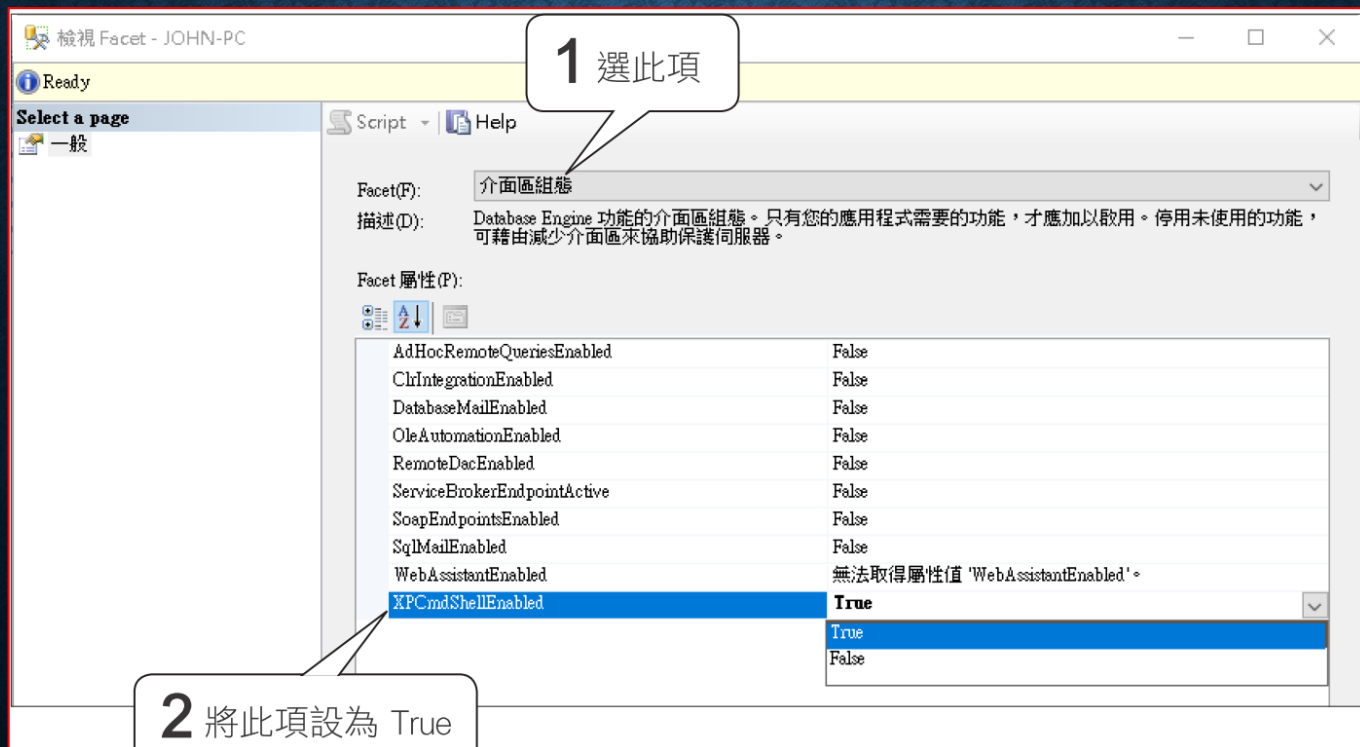 檢視 Facet - JOHN-PC
1 選此項
Ready
Select a page
一般
Script
Help
Facet(F):
介面區組態
描述(D):
Database Engine 功能的介面區組態。只有您的應用程式需要的功能，才應加以啟用。停用未使用的功能，
可藉由減少介面區來協助保護伺服器。
Facet 屬性(P):
AdHocRemoteQueriesEnabled False
ClrIntegrationEnabled False
DatabaseMailEnabled False
OleAutomationEnabled False
RemoteDacEnabled False
ServiceBrokerEndpointActive False
SoapEndpointsEnabled False
SqlMailEnabled False
WebAssistantEnabled 無法取得屬性值 'WebAssistantEnabled'。
XPCmdShellEnabled True
True
False
2 將此項設為 True